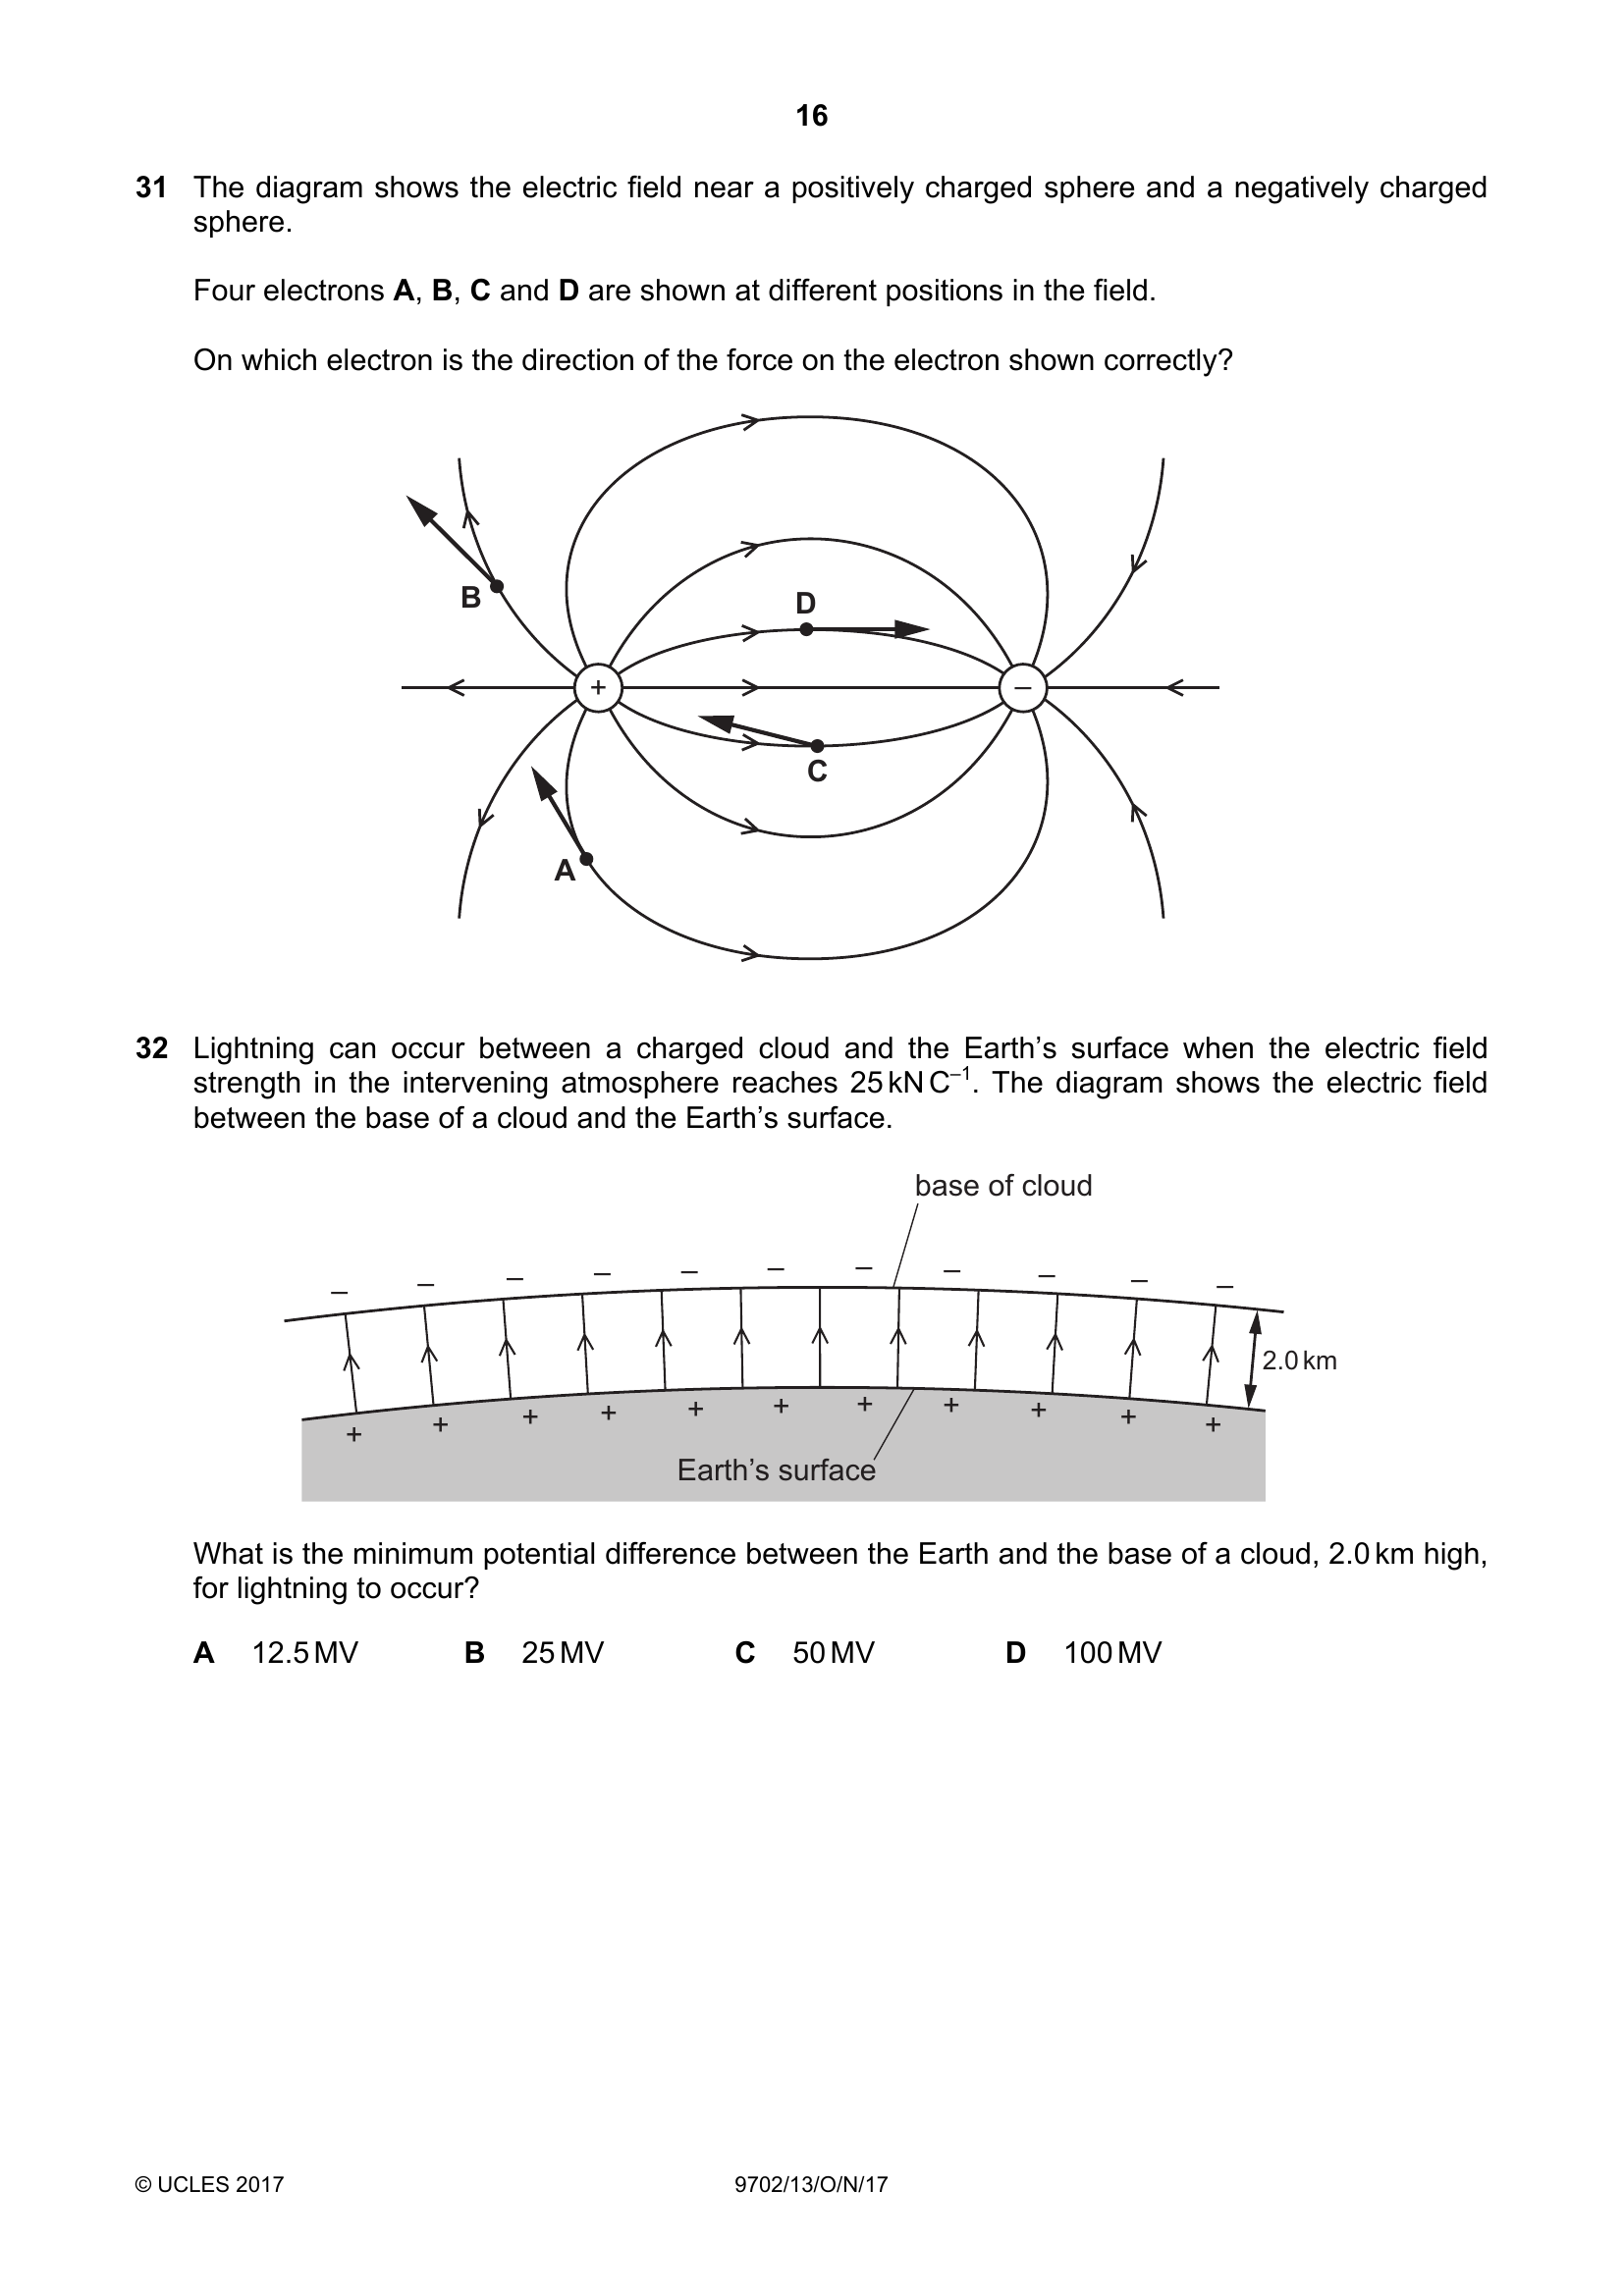 16
31 The diagram shows the electric field near a positively charged sphere and a negatively charged
sphere.
Four electrons A, B, C and D are shown at different positions in the field.
On which electron is the direction of the force on the electron shown correctly?
B
D
+
–
C
A
32 Lightning can occur between a charged cloud and the Earth’s surface when the electric field
strength in the intervening atmosphere reaches 25 kN C⁻¹. The diagram shows the electric field
between the base of a cloud and the Earth’s surface.
base of cloud
– – – – – – – – – – –
2.0 km
+ + + + + + + + + + +
Earth’s surface
What is the minimum potential difference between the Earth and the base of a cloud, 2.0 km high,
for lightning to occur?
A 12.5 MV B 25 MV C 50 MV D 100 MV
© UCLES 2017 9702/13/O/N/17